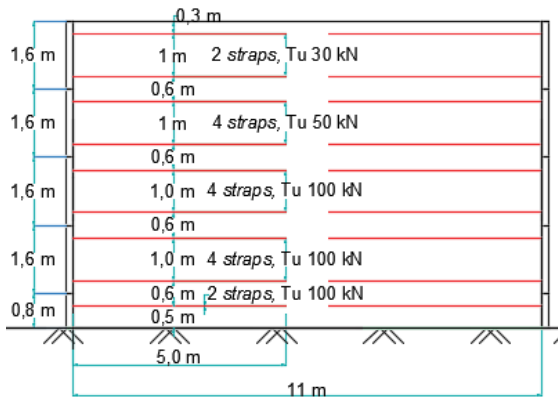 0,3 m
1,6 m
1 m
2 straps, Tu 30 kN
0,6 m
1,6 m
1 m
4 straps, Tu 50 kN
0,6 m
1,6 m
1,0 m
4 straps, Tu 100 kN
0,6 m
1,6 m
1,0 m
4 straps, Tu 100 kN
0,6 m
2 straps, Tu 100 kN
0,8 m
0,5 m
5,0 m
11 m